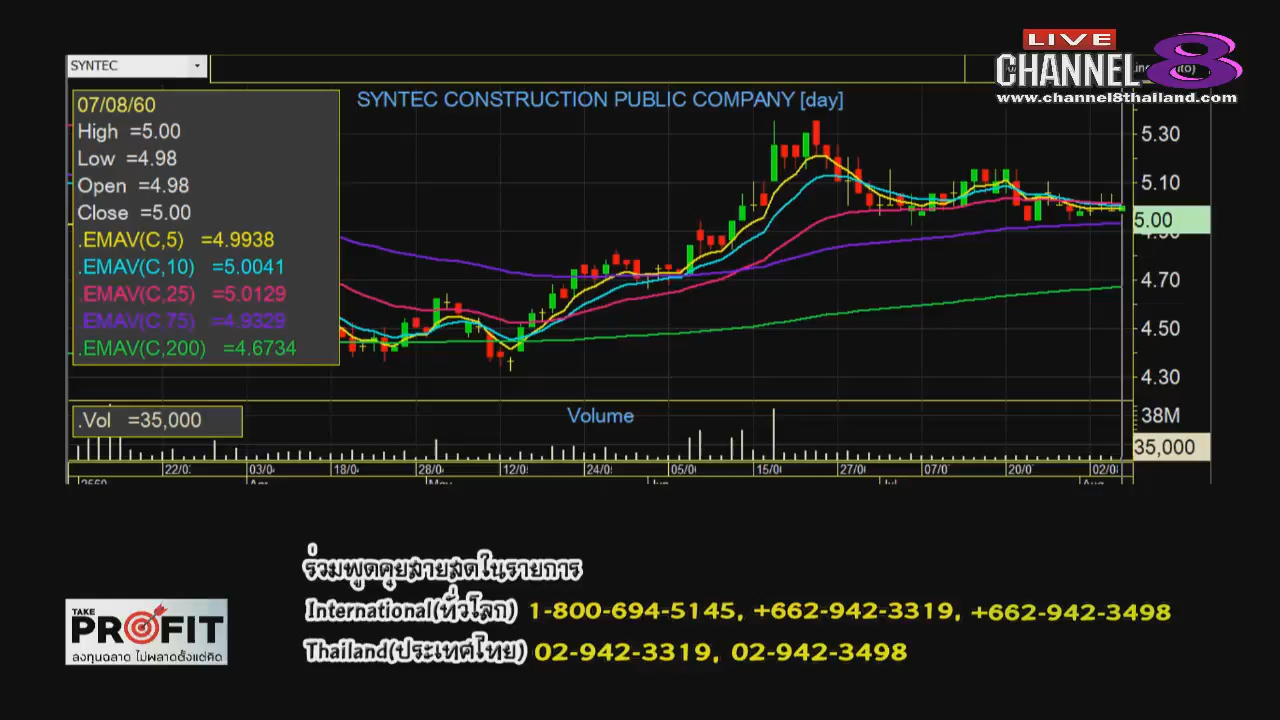 LIVE
CHANNEL 8
www.channel8thailand.com
SYNTEC
SYNTEC CONSTRUCTION PUBLIC COMPANY [day]
07/08/60
High =5.00
Low =4.98
Open =4.98
Close =5.00
.EMAV(C,5) =4.9938
.EMAV(C,10) =5.0041
.EMAV(C,25) =5.0129
.EMAV(C,75) =4.9329
.EMAV(C,200) =4.6734
5.30
5.10
5.00
4.90
4.70
4.50
4.30
.Vol =35,000
Volume
38M
35,000
22/0 03/0 18/0 28/0 12/0 24/0 05/0 15/0 27/0 07/0 20/0 02/0
2560 Apr May Jun Jul Aug
ร่วมพูดคุยสายสดในรายการ
International(ทั่วโลก) 1-800-694-5145, +662-942-3319, +662-942-3498
Thailand(ประเทศไทย) 02-942-3319, 02-942-3498
TAKE
PROFIT
ลงทุนฉลาด ไม่พลาดตั้งแต่คิด